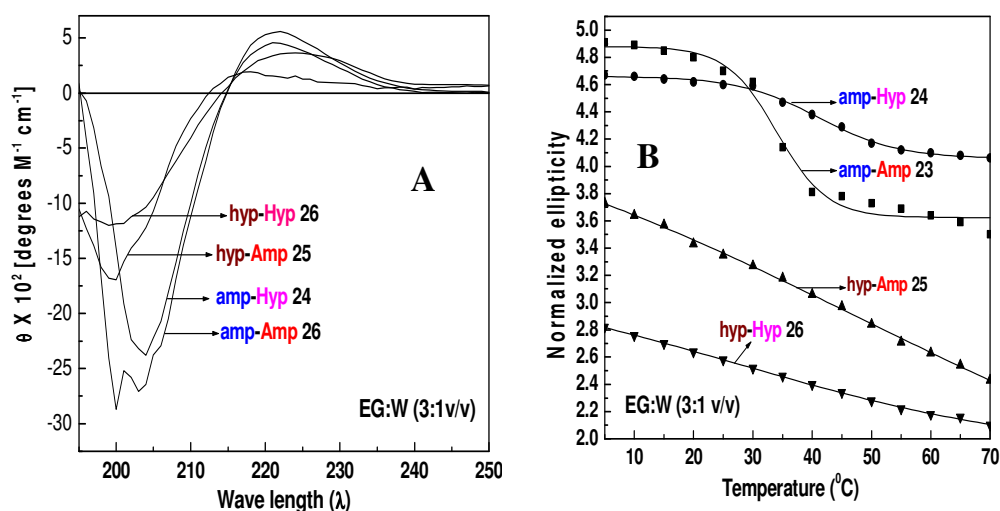 5
0
-5
-10
-15
-20
-25
-30
θ X 10² [degrees M⁻¹ cm⁻¹]
A
hyp-Hyp 26
hyp-Amp 25
amp-Hyp 24
amp-Amp 26
EG:W (3:1v/v)
200 210 220 230 240 250
Wave length (λ)
5.0
4.8
4.6
4.4
4.2
4.0
3.8
3.6
3.4
3.2
3.0
2.8
2.6
2.4
2.2
2.0
Normalized ellipticity
amp-Hyp 24
B
amp-Amp 23
hyp-Amp 25
hyp-Hyp 26
EG:W (3:1 v/v)
10 20 30 40 50 60 70
Temperature (⁰C)